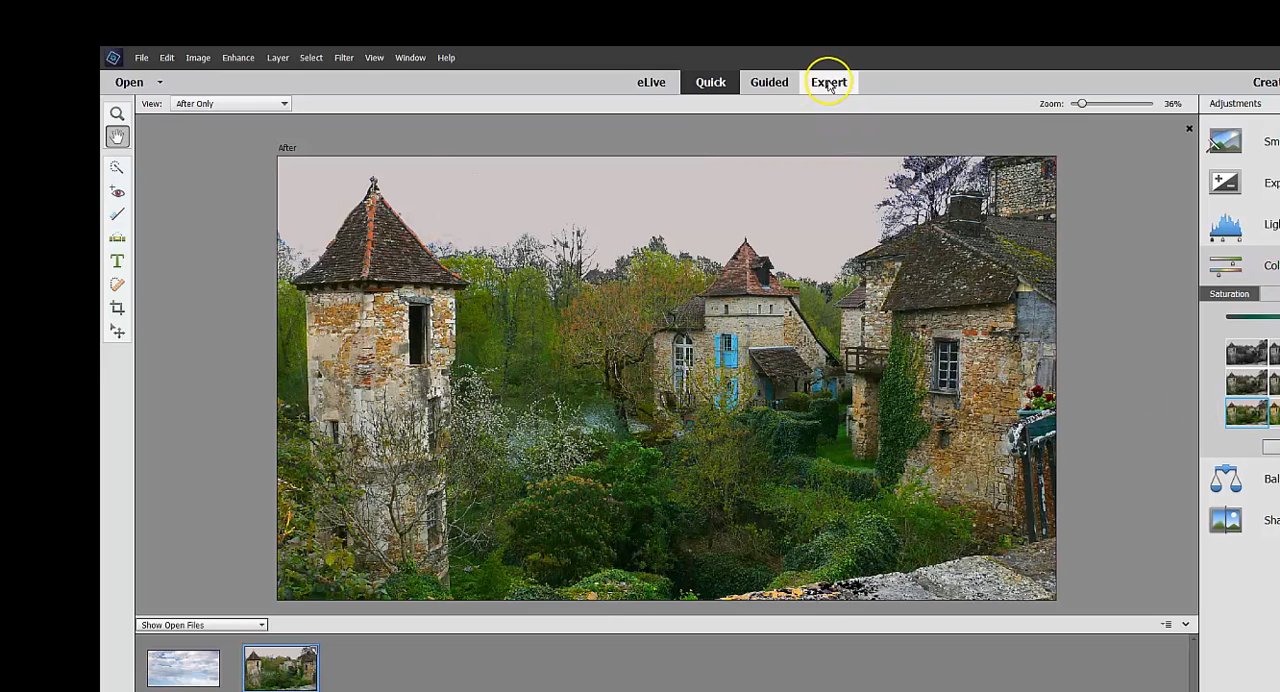 File Edit Image Enhance Layer Select Filter View Window Help
Open eLive Quick Guided Expert
View: After Only Zoom: 36% Adjustments
After
Saturation
Show Open Files